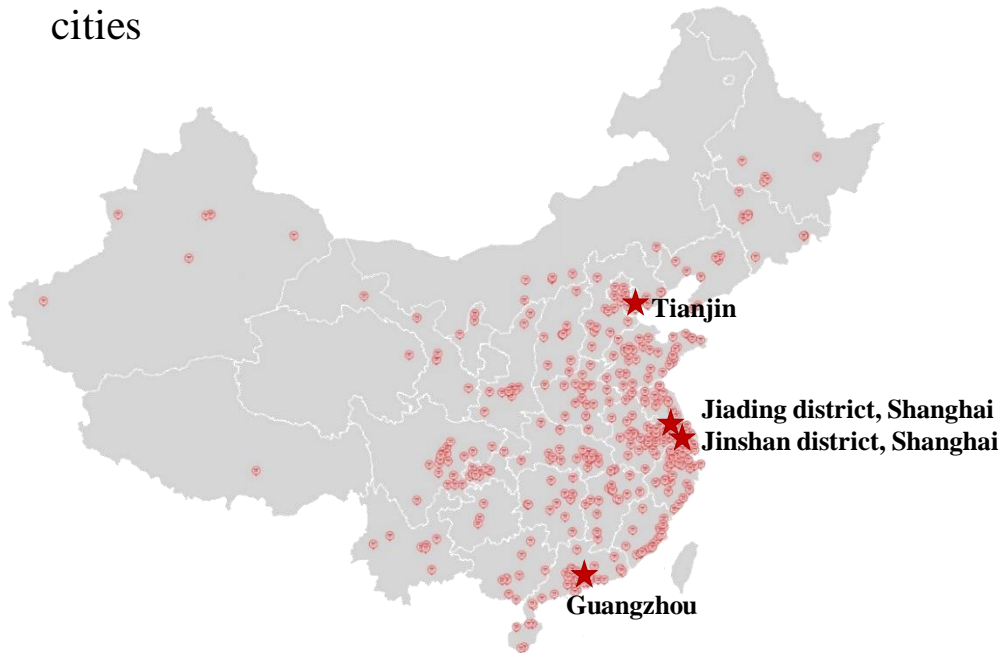 cities
Tianjin
Jiading district, Shanghai
Jinshan district, Shanghai
Guangzhou